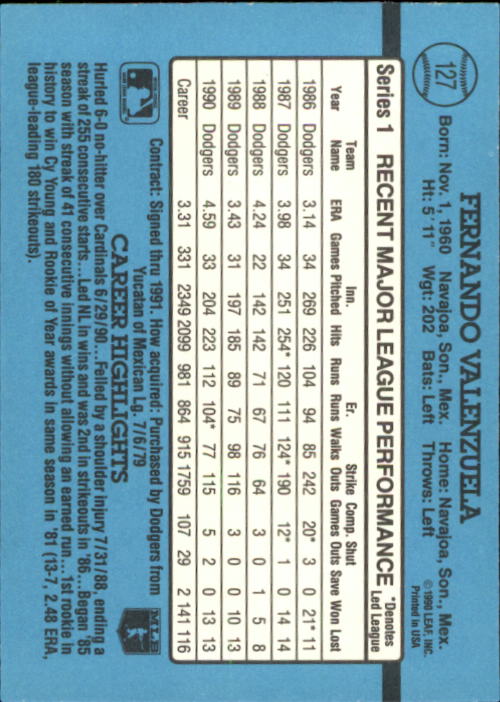 127
FERNANDO VALENZUELA
Born: Nov. 1, 1960 Navajoa, Son., Mex. Home: Navajoa, Son., Mex.
Ht: 5' 11" Wgt: 202 Bats: Left Throws: Left
©1990 LEAF, INC.
Printed in USA
Series 1 RECENT MAJOR LEAGUE PERFORMANCE *Denotes Led League
Year Team Name ERA Games Inn. Pitched Hits Runs Er. Runs Walks Strike Outs Comp. Games Shut Outs Save Won Lost
1986 Dodgers 3.14 34 269 226 104 94 85 242 20* 3 0 21* 11
1987 Dodgers 3.98 34 251 254* 120 111 124* 190 12* 1 0 14 14
1988 Dodgers 4.24 22 142 142 71 67 76 64 3 0 1 5 8
1989 Dodgers 3.43 31 197 185 89 75 98 116 3 0 0 10 13
1990 Dodgers 4.59 33 204 223 112 104* 77 115 5 2 0 13 13
Career 3.31 331 2349 2099 981 864 915 1759 107 29 2 141 116
Contract: Signed thru 1991. How acquired: Purchased by Dodgers from
Yucatan of Mexican Lg. 7/6/79
MLB
CAREER HIGHLIGHTS
Hurled 6-0 no-hitter over Cardinals 6/29/90...Felled by a shoulder injury 7/31/88, ending a
streak of 255 consecutive starts...Led NL in wins and was 2nd in strikeouts in '86...Began '85
season with streak of 41 consecutive innings without allowing an earned run...1st rookie in
history to win Cy Young and Rookie of Year awards in same season in '81 (13-7, 2.48 ERA,
league-leading 180 strikeouts).